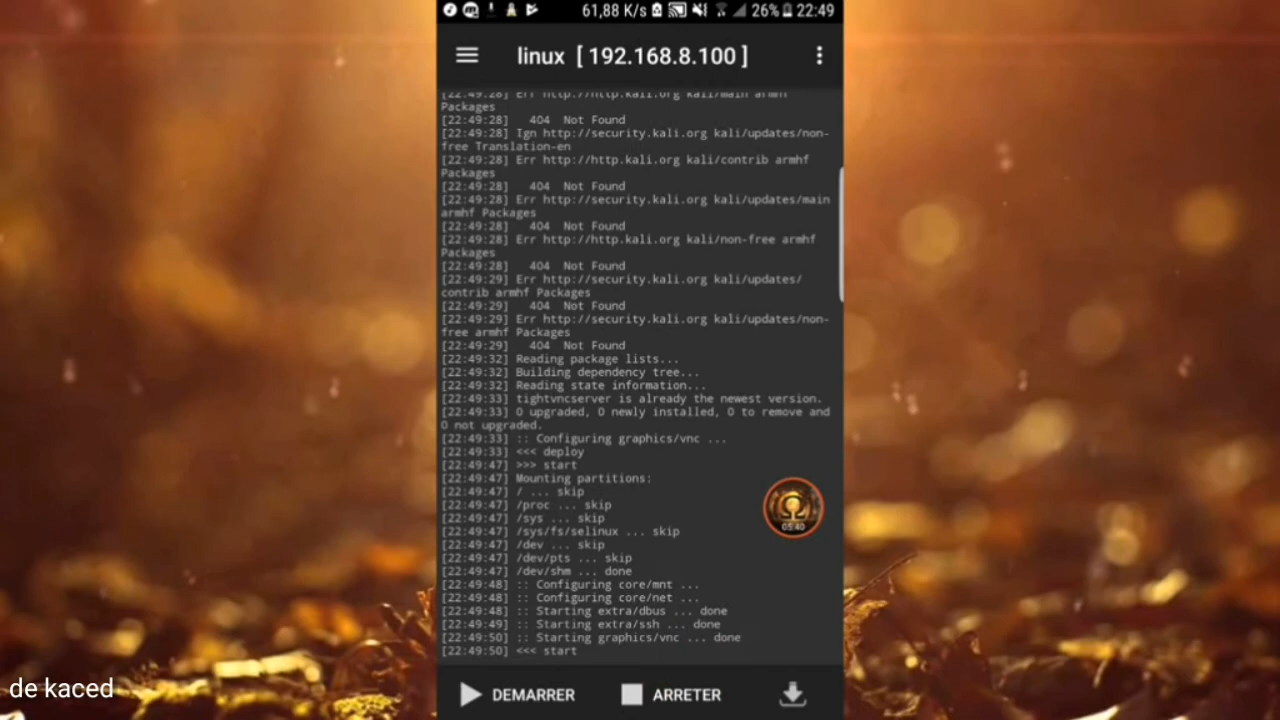 61,88 K/s 26% 22:49
linux [ 192.168.8.100 ]
[22:49:28] Err http://http.kali.org kali/main armhf
Packages
[22:49:28]   404  Not Found
[22:49:28] Ign http://security.kali.org kali/updates/non-
free Translation-en
[22:49:28] Err http://http.kali.org kali/contrib armhf
Packages
[22:49:28]   404  Not Found
[22:49:28] Err http://security.kali.org kali/updates/main
armhf Packages
[22:49:28]   404  Not Found
[22:49:28] Err http://http.kali.org kali/non-free armhf
Packages
[22:49:28]   404  Not Found
[22:49:29] Err http://security.kali.org kali/updates/
contrib armhf Packages
[22:49:29]   404  Not Found
[22:49:29] Err http://security.kali.org kali/updates/non-
free armhf Packages
[22:49:29]   404  Not Found
[22:49:32] Reading package lists...
[22:49:32] Building dependency tree...
[22:49:32] Reading state information...
[22:49:33] tightvncserver is already the newest version.
[22:49:33] 0 upgraded, 0 newly installed, 0 to remove and
0 not upgraded.
[22:49:33] :: Configuring graphics/vnc ...
[22:49:33] <<< deploy
[22:49:47] >>> start
[22:49:47] Mounting partitions:
[22:49:47] / ... skip
[22:49:47] /proc ... skip
[22:49:47] /sys ... skip
[22:49:47] /sys/fs/selinux ... skip
[22:49:47] /dev ... skip
[22:49:47] /dev/pts ... skip
[22:49:47] /dev/shm ... done
[22:49:48] :: Configuring core/mnt ...
[22:49:48] :: Configuring core/net ...
[22:49:48] :: Starting extra/dbus ... done
[22:49:49] :: Starting extra/ssh ... done
[22:49:50] :: Starting graphics/vnc ... done
[22:49:50] <<< start
05:40
DEMARRER ARRETER
de kaced